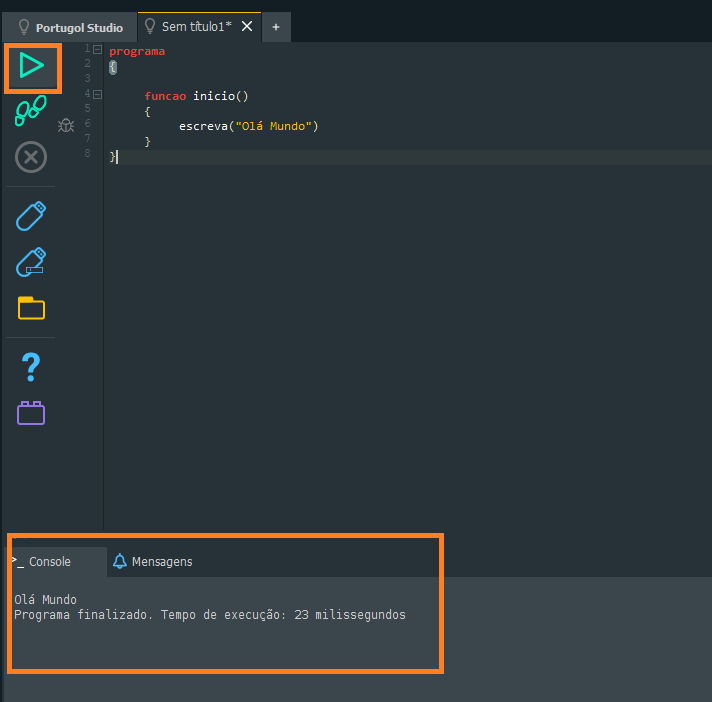 Portugol Studio
Sem título1*
+
1 programa
2 {
3
4 funcao inicio()
5 {
6 escreva("Olá Mundo")
7 }
8 }
?
>_ Console
Mensagens
Olá Mundo
Programa finalizado. Tempo de execução: 23 milissegundos